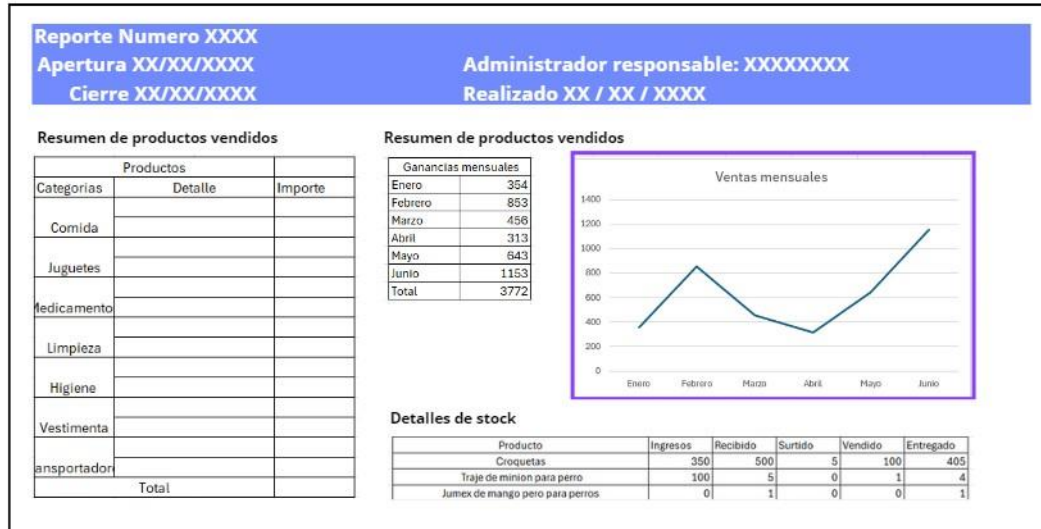 Reporte Numero XXXX
Apertura XX/XX/XXXX
Administrador responsable: XXXXXXXX
Cierre XX/XX/XXXX
Realizado XX / XX / XXXX
Resumen de productos vendidos
Productos
Categorias Detalle Importe
Comida
Juguetes
Medicamento
Limpieza
Higiene
Vestimenta
ansportador
Total
Resumen de productos vendidos
Ganancias mensuales
Enero 354
Febrero 853
Marzo 456
Abril 313
Mayo 643
Junio 1153
Total 3772
Ventas mensuales
1400
1200
1000
800
600
400
200
0
Enero Febrero Marzo Abril Mayo Junio
Detalles de stock
Producto Ingresos Recibido Surtido Vendido Entregado
Croquetas 350 500 5 100 405
Traje de minion para perro 100 5 0 1 4
Jumex de mango pero para perros 0 1 0 0 1